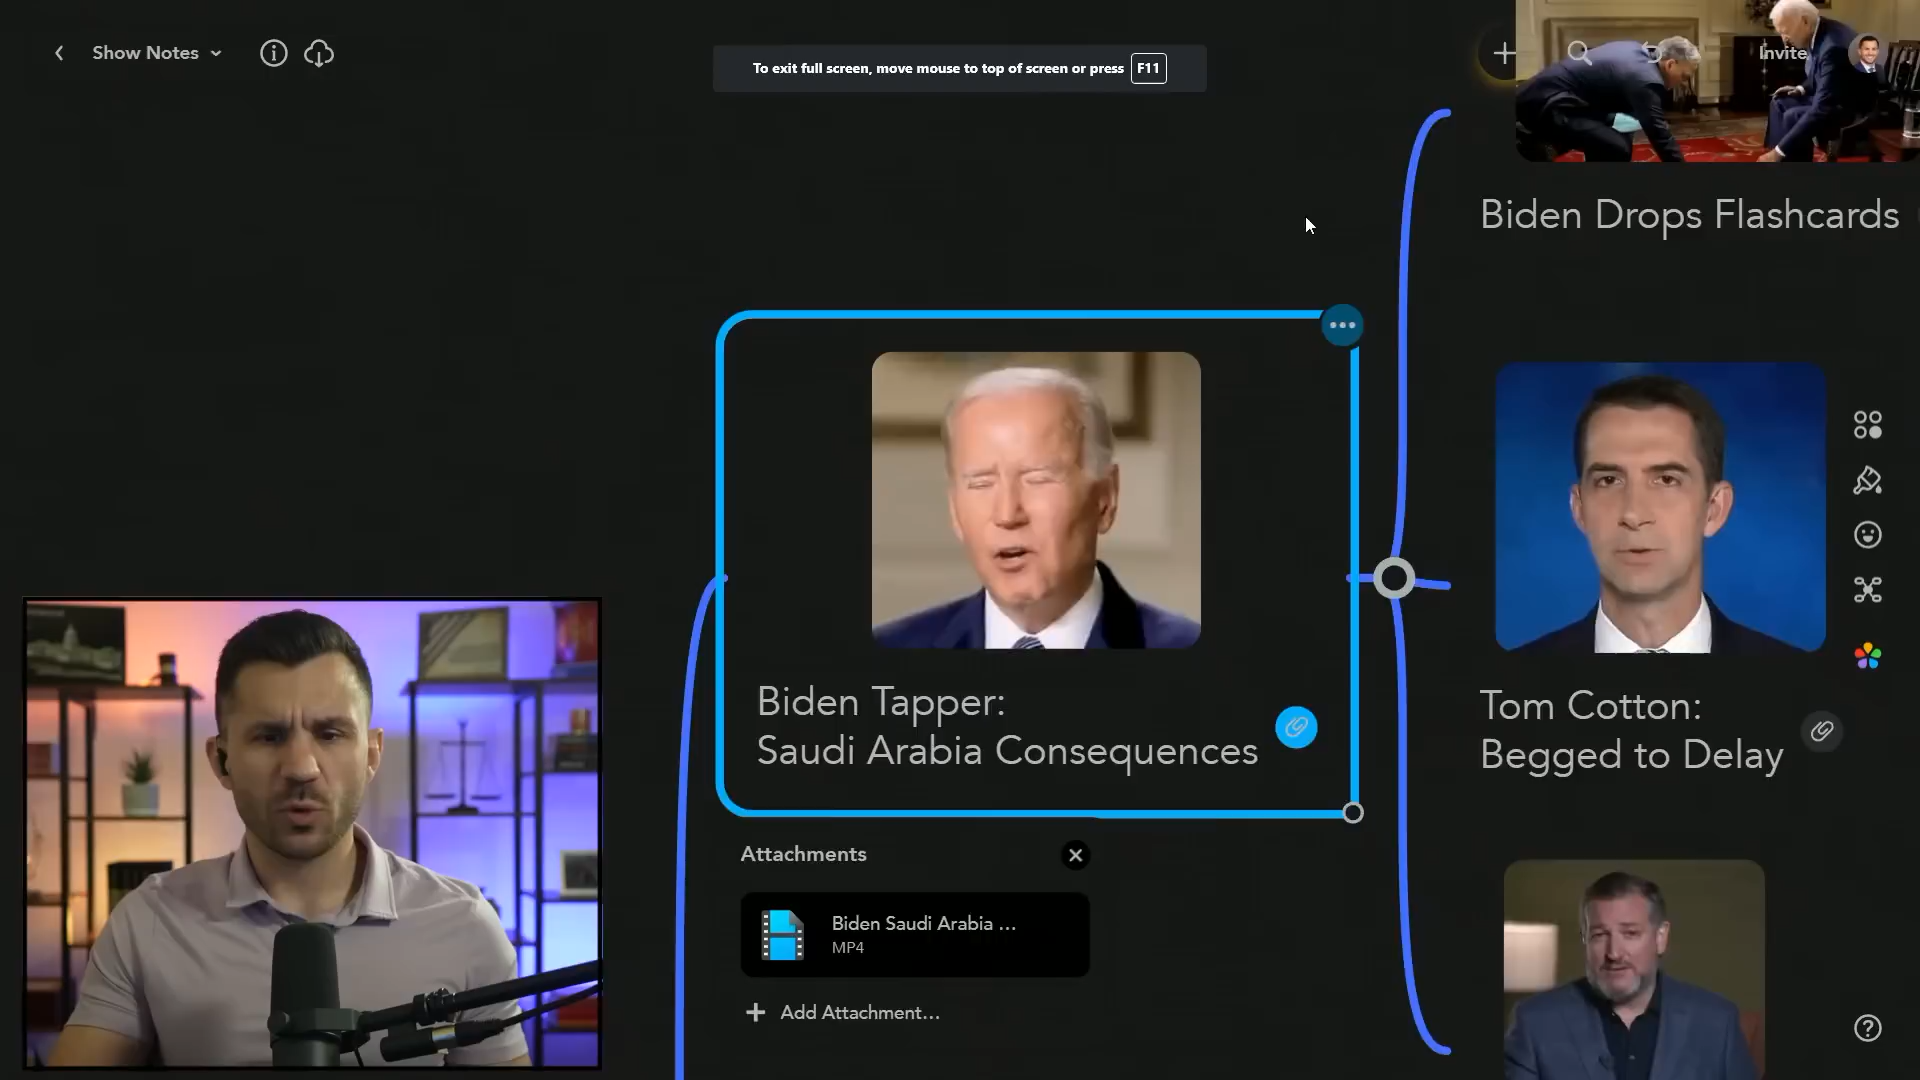 Show Notes
To exit full screen, move mouse to top of screen or press F11
Invite
Biden Drops Flashcards
Biden Tapper:
Saudi Arabia Consequences
Tom Cotton:
Begged to Delay
Attachments
Biden Saudi Arabia ...
MP4
Add Attachment...